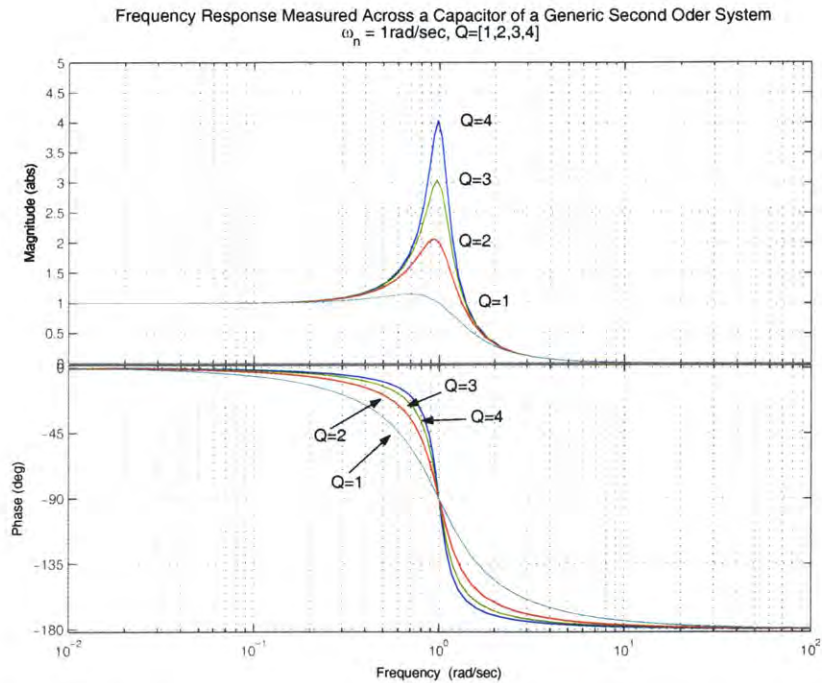 Frequency Response Measured Across a Capacitor of a Generic Second Oder System
ωn = 1rad/sec, Q=[1,2,3,4]
5
4.5
4
3.5
3
2.5
2
1.5
1
0.5
0
Magnitude (abs)
Q=4
Q=3
Q=2
Q=1
0
-45
-90
-135
-180
Phase (deg)
Q=3
Q=4
Q=2
Q=1
10^-2
10^-1
10^0
10^1
10^2
Frequency (rad/sec)